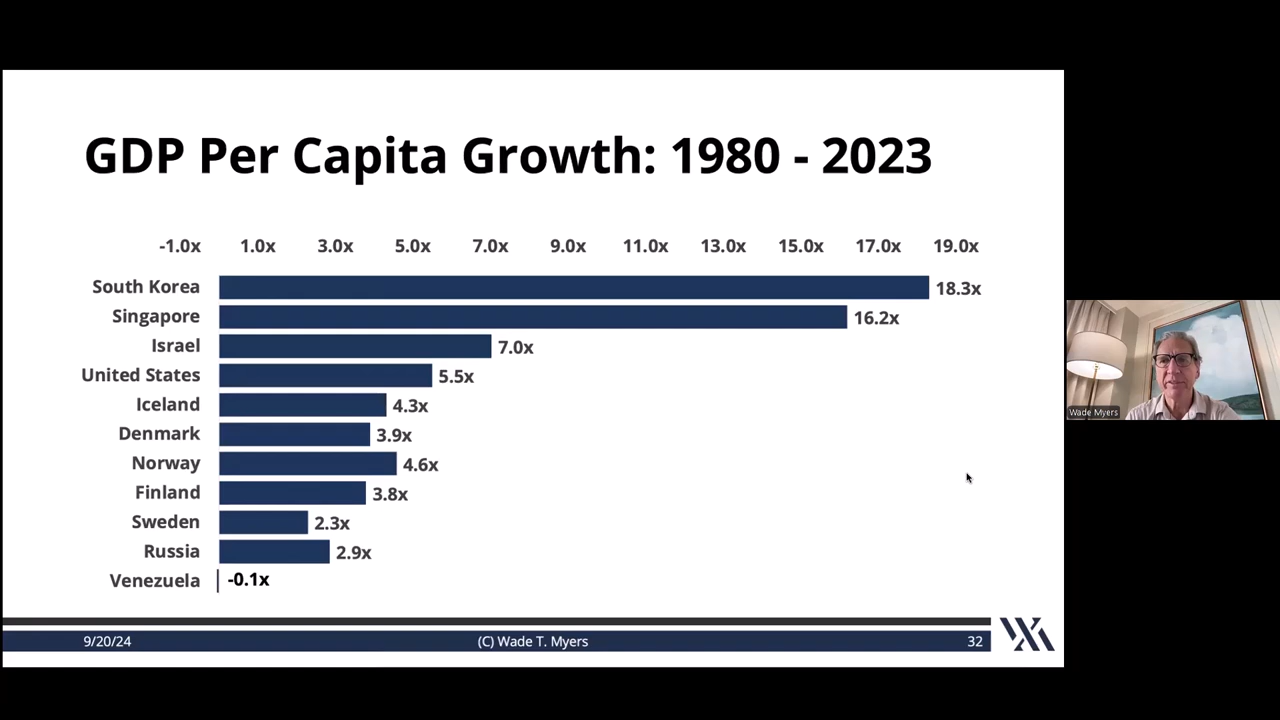 GDP Per Capita Growth: 1980 - 2023
-1.0x 1.0x 3.0x 5.0x 7.0x 9.0x 11.0x 13.0x 15.0x 17.0x 19.0x
South Korea 18.3x
Singapore 16.2x
Israel 7.0x
United States 5.5x
Iceland 4.3x
Denmark 3.9x
Norway 4.6x
Finland 3.8x
Sweden 2.3x
Russia 2.9x
Venezuela -0.1x
9/20/24 (C) Wade T. Myers 32
Wade Myers